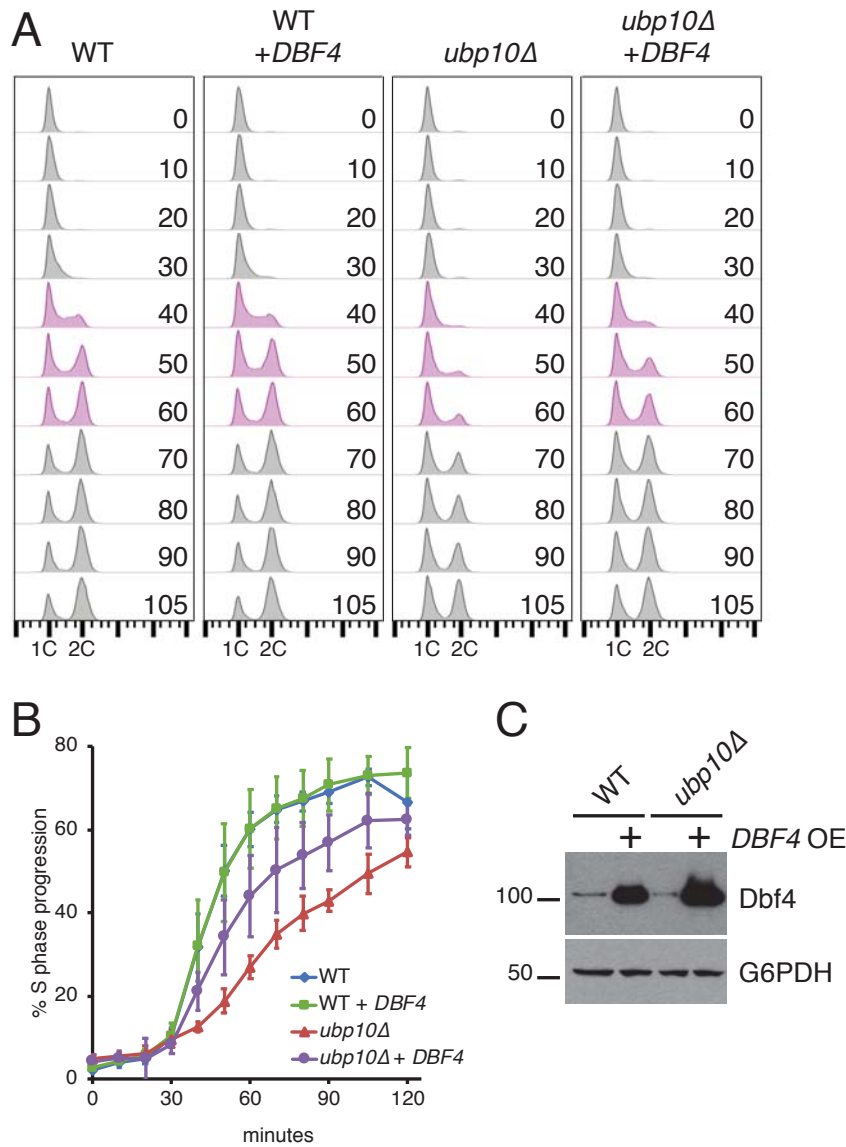 A
WT
WT
+DBF4
ubp10Δ
ubp10Δ
+DBF4
0 0 0 0
10 10 10 10
20 20 20 20
30 30 30 30
40 40 40 40
50 50 50 50
60 60 60 60
70 70 70 70
80 80 80 80
90 90 90 90
105 105 105 105
1C 2C 1C 2C 1C 2C 1C 2C
B
80
60
40
20
0
% S phase progression
WT
WT + DBF4
ubp10Δ
ubp10Δ + DBF4
0 30 60 90 120
minutes
C
WT ubp10Δ
+ + DBF4 OE
100 Dbf4
50 G6PDH